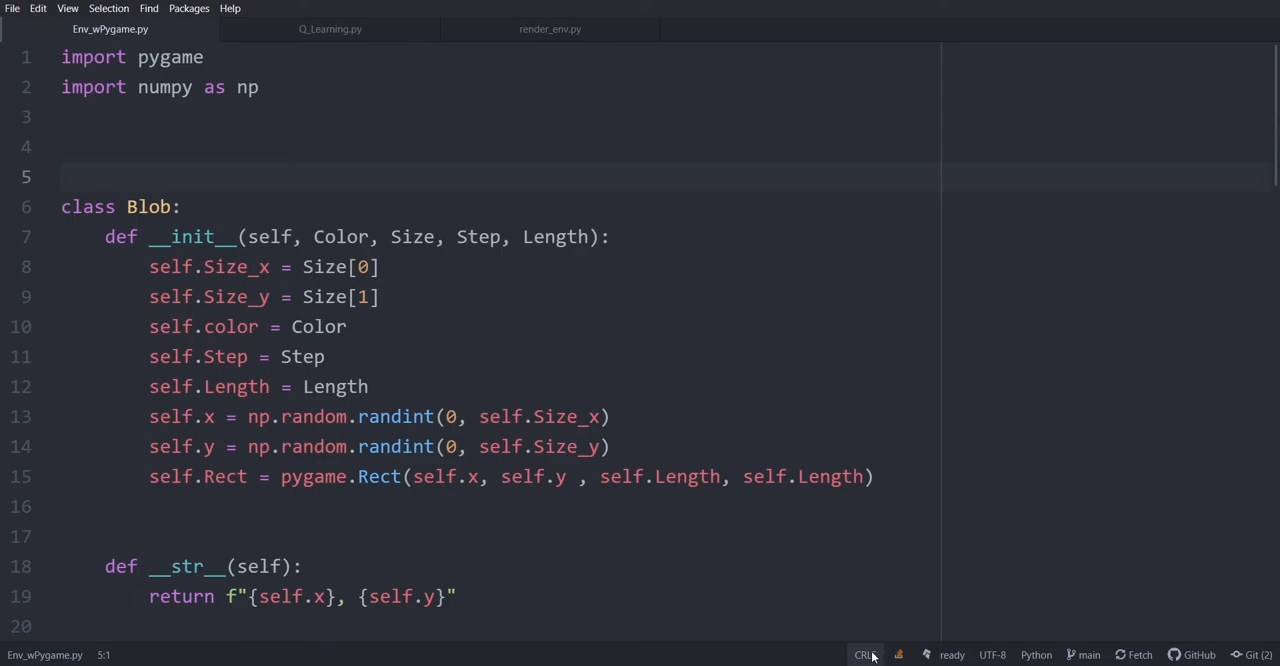 File Edit View Selection Find Packages Help
Env_wPygame.py Q_Learning.py render_env.py
1 import pygame
2 import numpy as np
3
4
5
6 class Blob:
7 def __init__(self, Color, Size, Step, Length):
8 self.Size_x = Size[0]
9 self.Size_y = Size[1]
10 self.color = Color
11 self.Step = Step
12 self.Length = Length
13 self.x = np.random.randint(0, self.Size_x)
14 self.y = np.random.randint(0, self.Size_y)
15 self.Rect = pygame.Rect(self.x, self.y , self.Length, self.Length)
16
17
18 def __str__(self):
19 return f"{self.x}, {self.y}"
20
Env_wPygame.py 5:1 CRLF ready UTF-8 Python main Fetch GitHub Git (2)